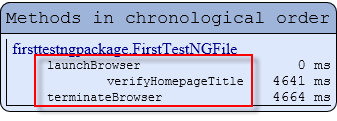 Methods in chronological order
firsttestngpackage.FirstTestNGFile
launchBrowser 0 ms
verifyHomepageTitle 4641 ms
terminateBrowser 4664 ms